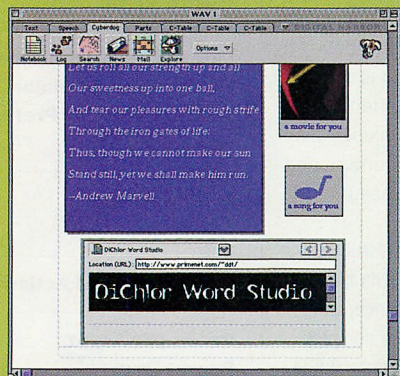 WAV 1
Text Speech Cyberdog Parts C-Table C-Table C-Table DIGITAL HARBOR
Notebook Log Search News Mail Explore Options
Let us roll all our strength up and all
Our sweetness up into one ball,
And tear our pleasures with rough strife
Through the iron gates of life:
Thus, though we cannot make our sun
Stand still, yet we shall make him run.
--Andrew Marvell
a movie for you
a song for you
DiChlor Word Studio
Location (URL): http://www.primenet.com/~ddt/
DiChlor Word Studio